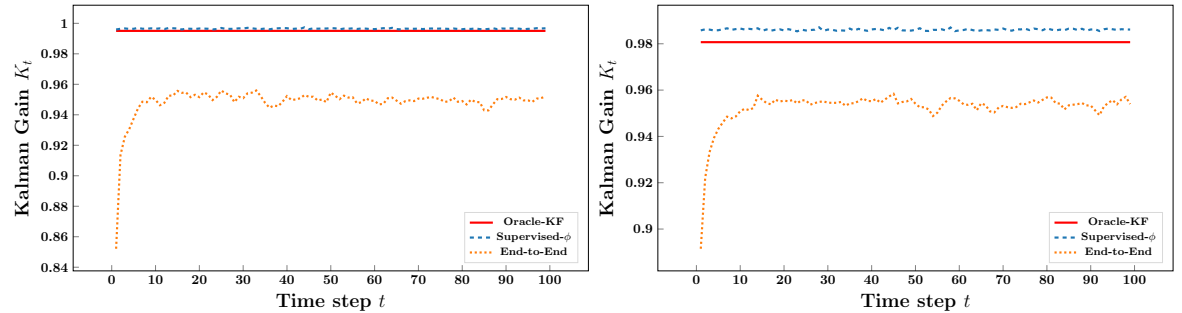 Kalman Gain K_t
1
0.98
0.96
0.94
0.92
0.9
0.88
0.86
0.84
0 10 20 30 40 50 60 70 80 90 100
Time step t
Oracle-KF
Supervised-ϕ
End-to-End
Kalman Gain K_t
0.98
0.96
0.94
0.92
0.9
0 10 20 30 40 50 60 70 80 90 100
Time step t
Oracle-KF
Supervised-ϕ
End-to-End